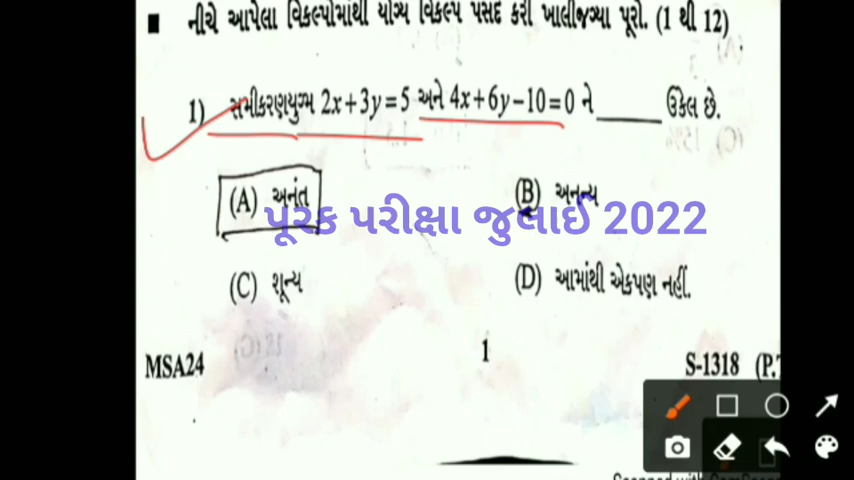 ■ નીચે આપેલા વિકલ્પોમાંથી યોગ્ય વિકલ્પ પસંદ કરી ખાલીજગ્યા પૂરો. (1 થી 12)
1) સમીકરણયુગ્મ 2x+3y=5 અને 4x+6y−10=0 ને ______ ઉકેલ છે.
(A) અનંત (B) અનન્ય
પૂરક પરીક્ષા જુલાઈ 2022
(C) શૂન્ય (D) આમાંથી એકપણ નહીં.
MSA24 1 S-1318 (P.